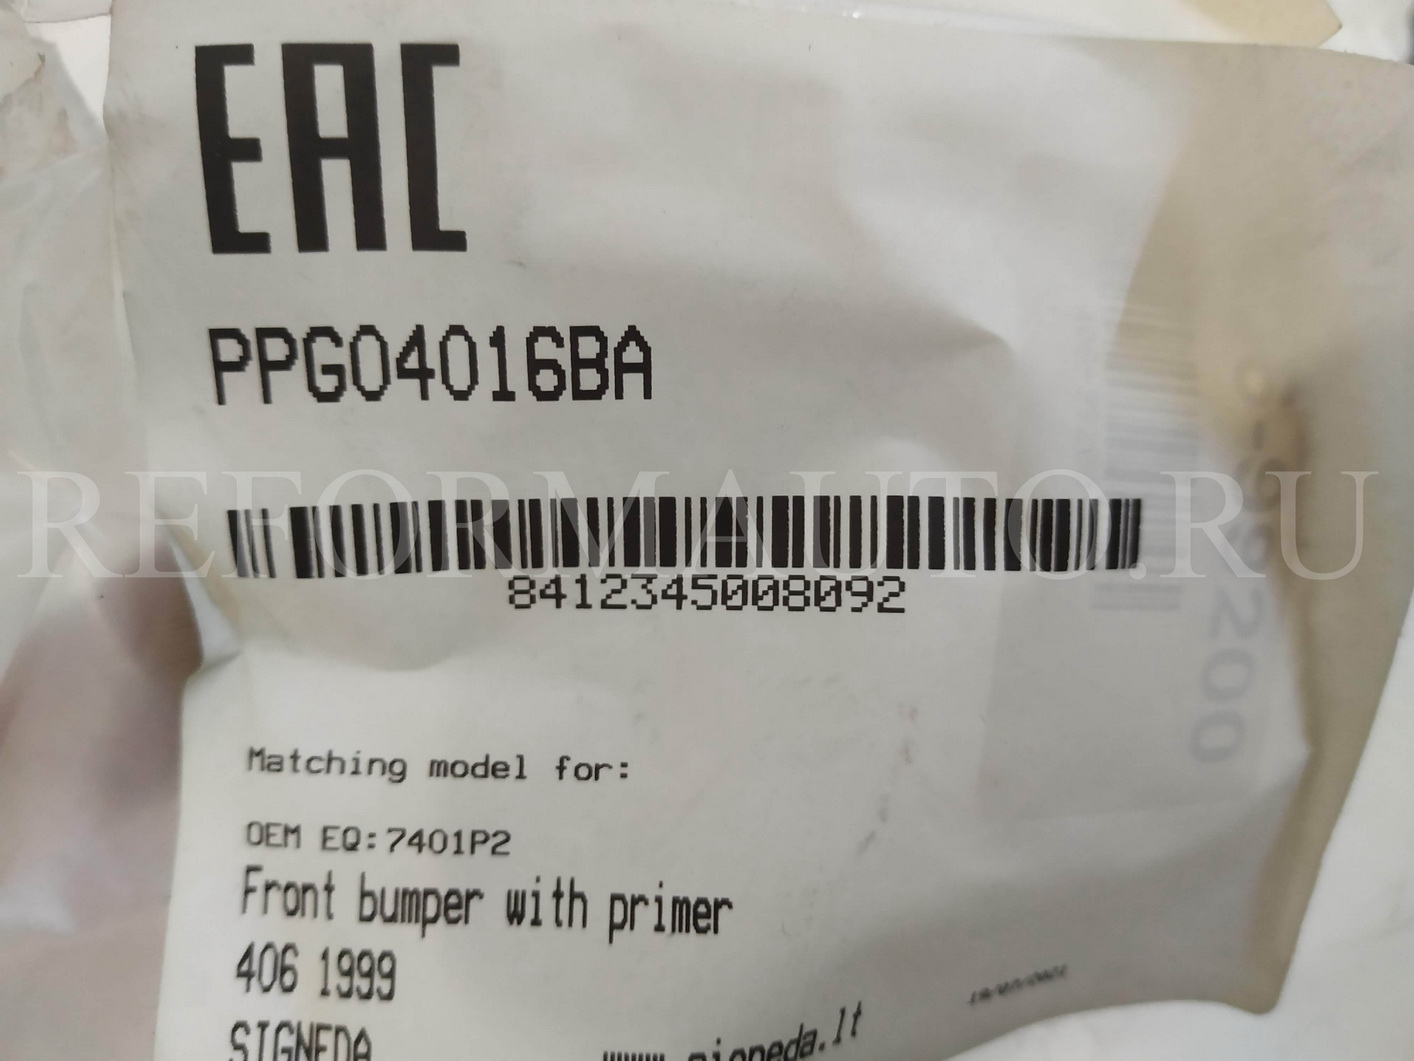 EAC
PPG04016BA
REFORMAUTO.RU
8412345008092
Matching model for:
OEM EQ:7401P2
Front bumper with primer
406 1999
SIGNEDA